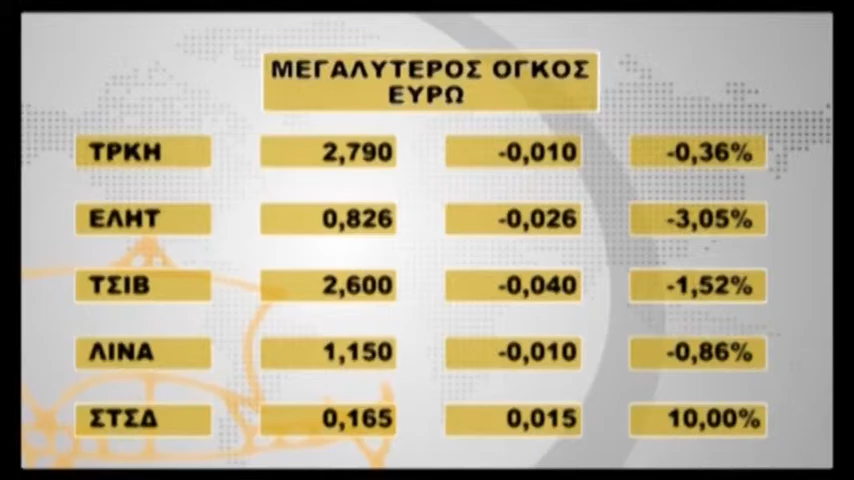 ΜΕΓΑΛΥΤΕΡΟΣ ΟΓΚΟΣ
ΕΥΡΩ
ΤΡΚΗ 2,790 -0,010 -0,36%
ΕΛΗΤ 0,826 -0,026 -3,05%
ΤΣΙΒ 2,600 -0,040 -1,52%
ΛΙΝΑ 1,150 -0,010 -0,86%
ΣΤΣΔ 0,165 0,015 10,00%